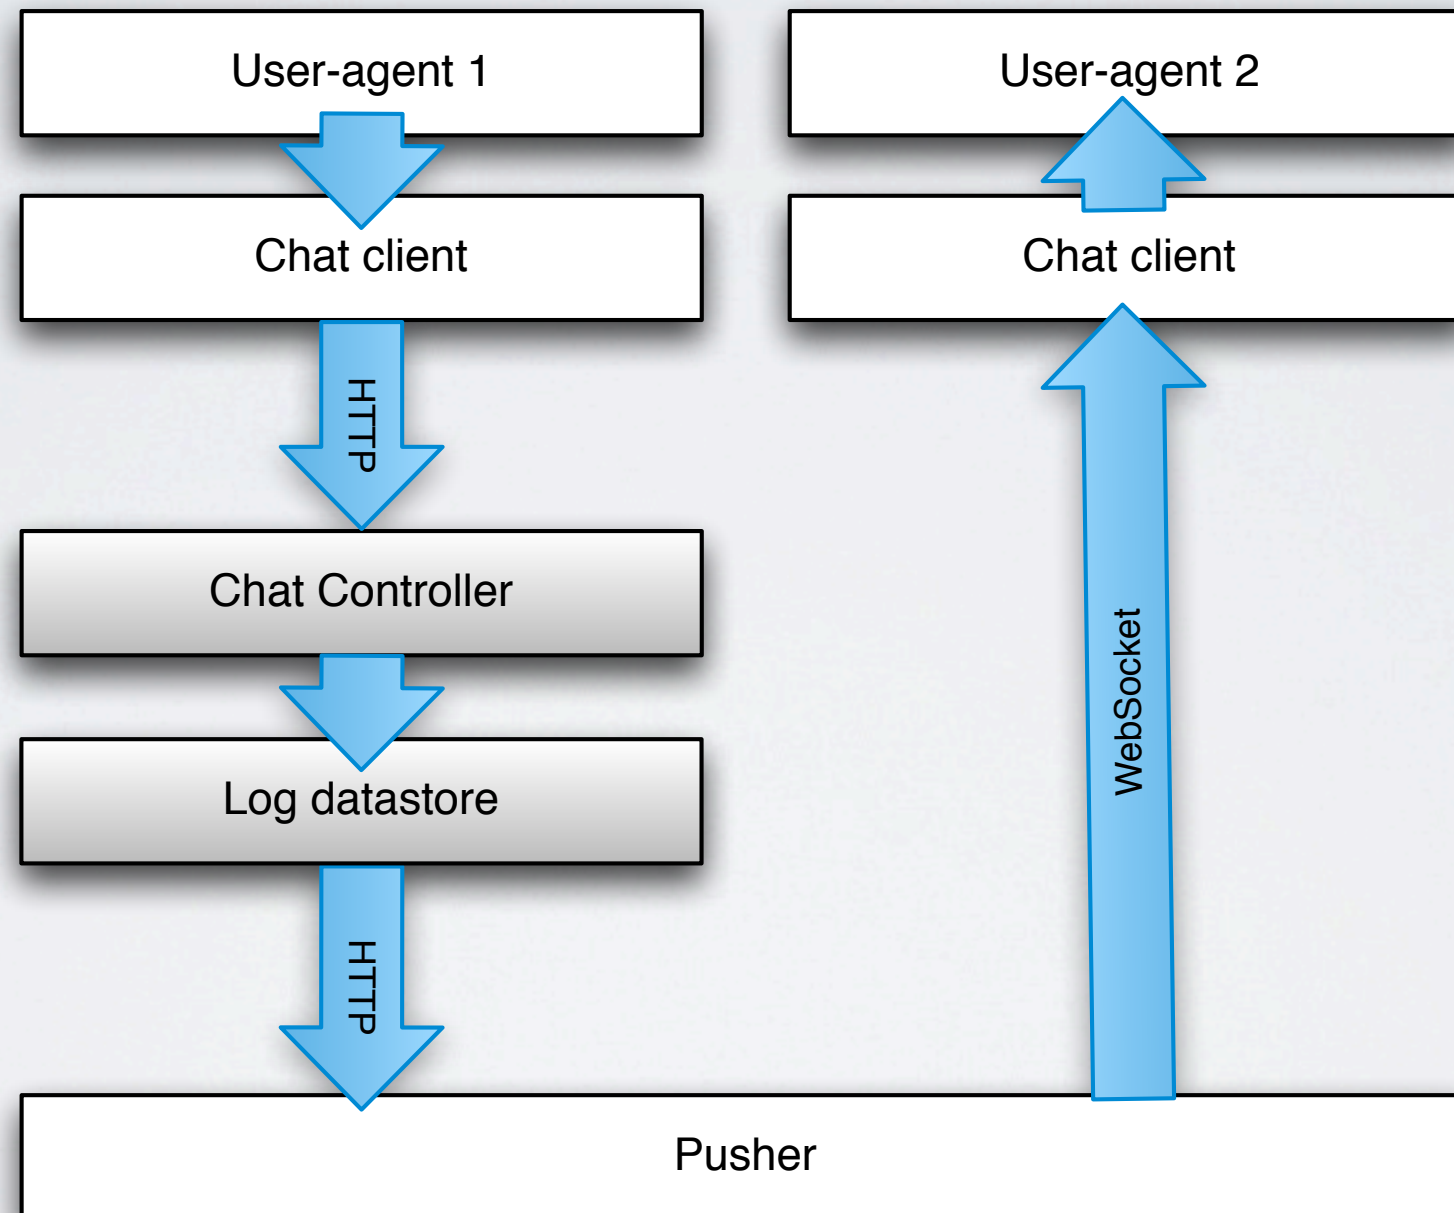 User-agent 1
User-agent 2
Chat client
Chat client
HTTP
Chat Controller
WebSocket
Log datastore
HTTP
Pusher